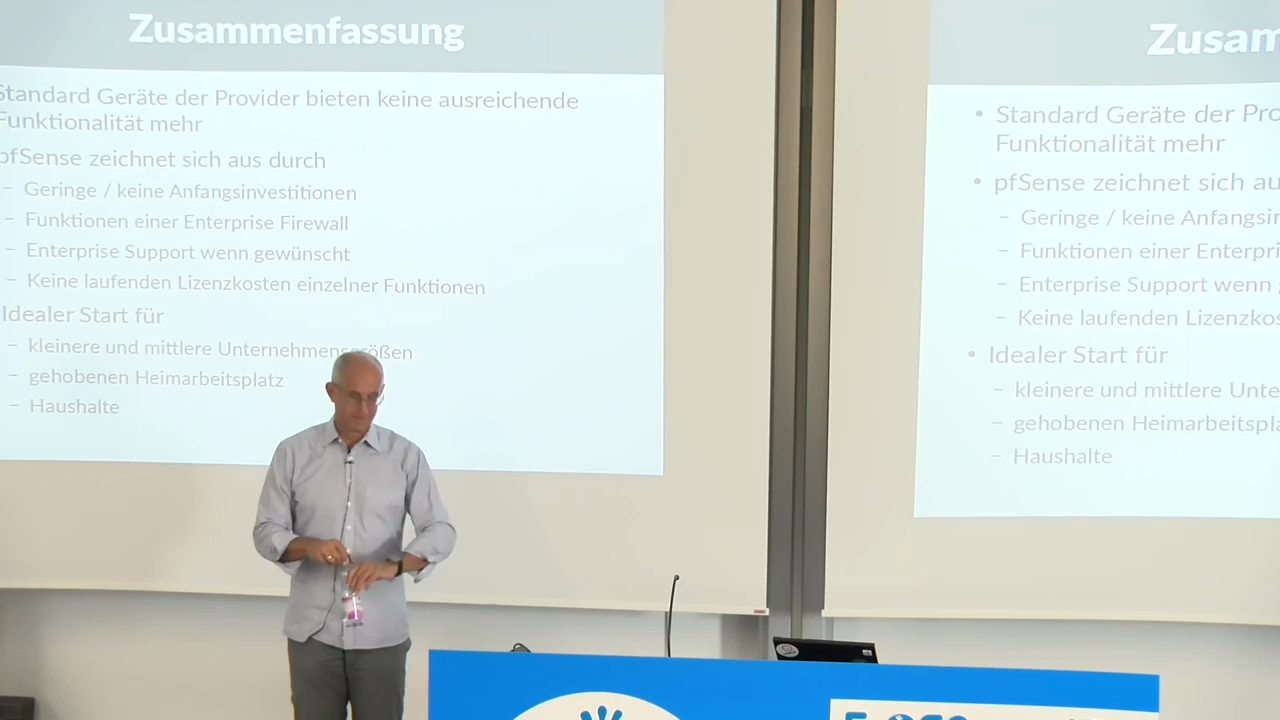 Zusammenfassung
Standard Geräte der Provider bieten keine ausreichende
Funktionalität mehr
pfSense zeichnet sich aus durch
– Geringe / keine Anfangsinvestitionen
– Funktionen einer Enterprise Firewall
– Enterprise Support wenn gewünscht
– Keine laufenden Lizenzkosten einzelner Funktionen
Idealer Start für
– kleinere und mittlere Unternehmensgrößen
– gehobenen Heimarbeitsplatz
– Haushalte
Zusam
• Standard Geräte der Pro
Funktionalität mehr
• pfSense zeichnet sich au
– Geringe / keine Anfangsin
– Funktionen einer Enterpri
– Enterprise Support wenn g
– Keine laufenden Lizenzkos
• Idealer Start für
– kleinere und mittlere Unte
– gehobenen Heimarbeitspla
– Haushalte